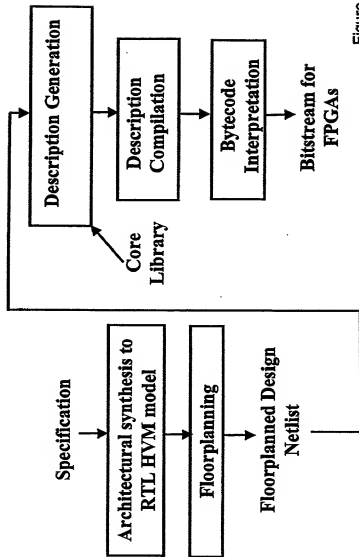 Specification
Architectural synthesis to
RTL HVM model
Floorplanning
Floorplanned Design
Netlist
Description Generation
Core
Library
Description
Compilation
Bytecode
Interpretation
Bitstream for
FPGAs
Figure